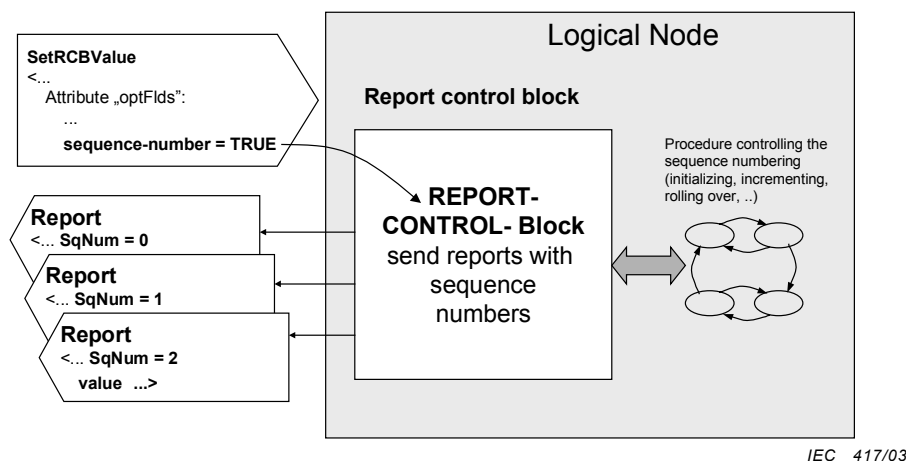 Logical Node
SetRCBValue
<...
Attribute „optFlds":
...
sequence-number = TRUE
Report control block
REPORT-
CONTROL- Block
send reports with
sequence
numbers
Procedure controlling the
sequence numbering
(initializing, incrementing,
rolling over, ..)
Report
<... SqNum = 0
Report
<... SqNum = 1
Report
<... SqNum = 2
value ...>
IEC 417/03